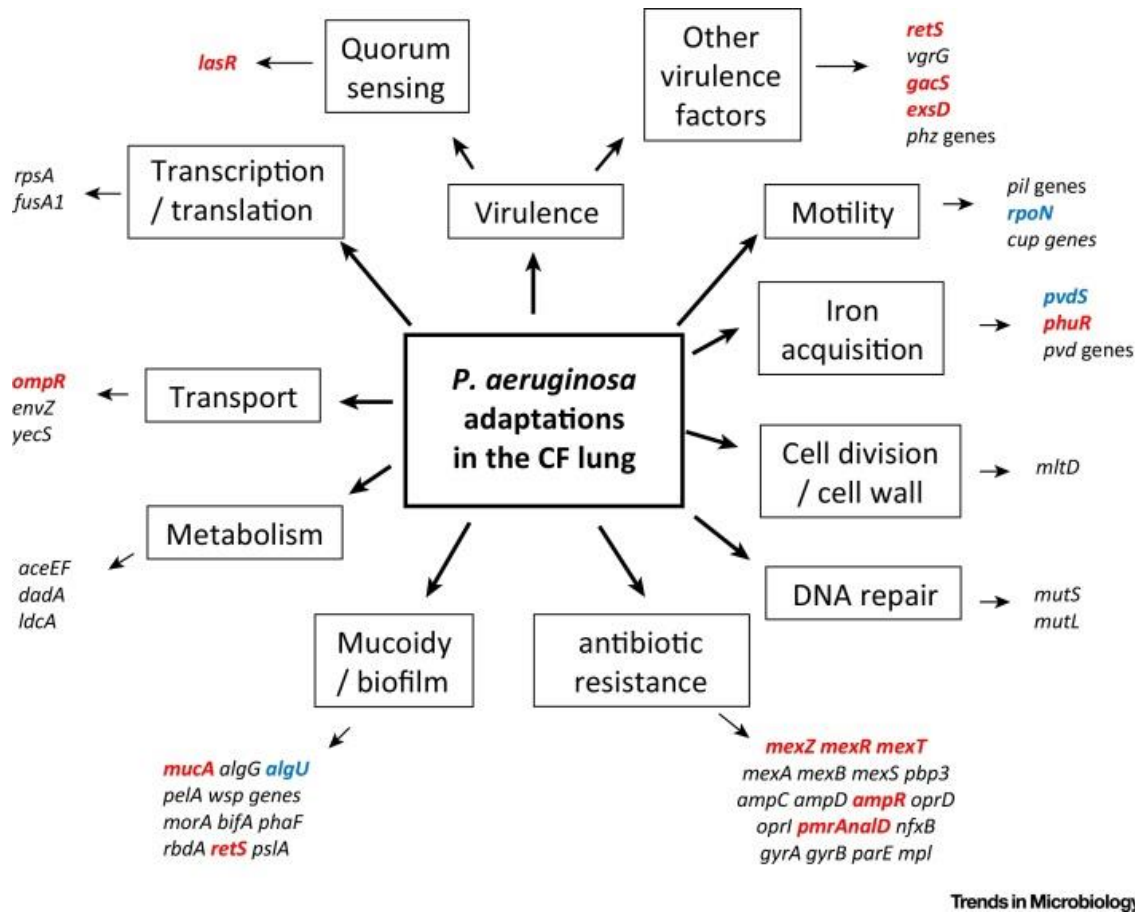 lasR
Quorum
sensing
Other
virulence
factors
retS
vgrG
gacS
exsD
phz genes
rpsA
fusA1
Transcription
/ translation
Virulence
Motility
pil genes
rpoN
cup genes
Iron
acquisition
pvdS
phuR
pvd genes
P. aeruginosa
adaptations
in the CF lung
ompR
envZ
yecS
Transport
Cell division
/ cell wall
mltD
Metabolism
aceEF
dadA
ldcA
DNA repair
mutS
mutL
Mucoidy
/ biofilm
antibiotic
resistance
mucA algG algU
pelA wsp genes
morA bifA phaF
rbdA retS pslA
mexZ mexR mexT
mexA mexB mexS pbp3
ampC ampD ampR oprD
oprI pmrAnalD nfxB
gyrA gyrB parE mpl
Trends in Microbiology